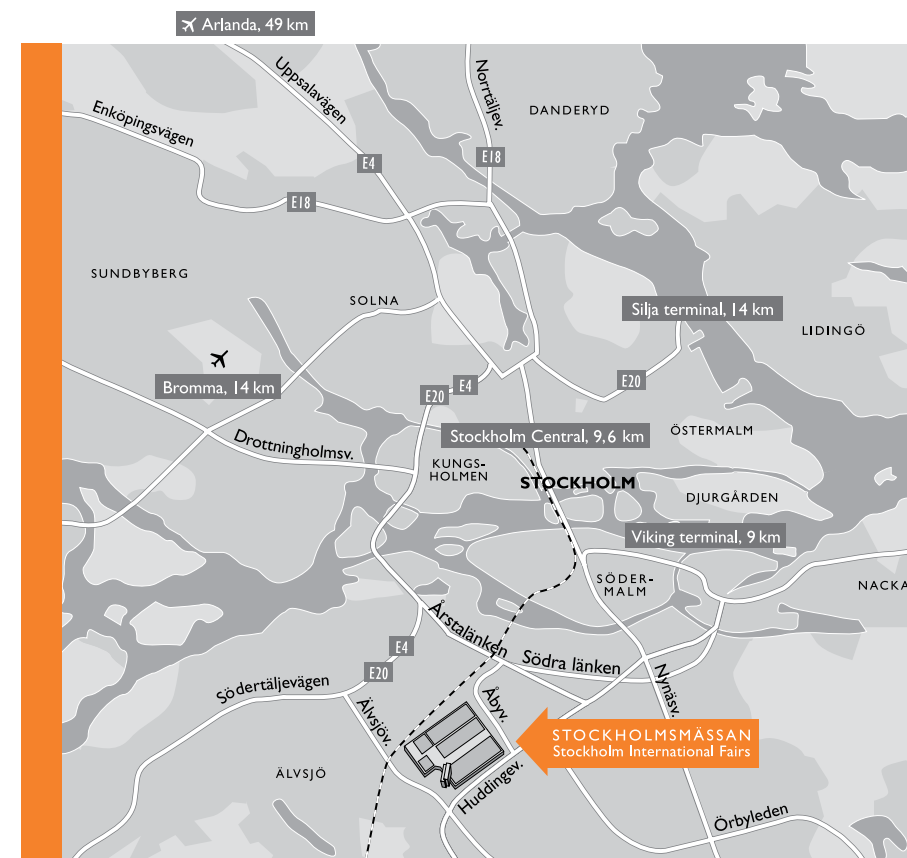 Arlanda, 49 km
Uppsalavägen
Norrtäljev.
DANDERYD
Enköpingsvägen
E4
E18
E18
SUNDBYBERG
SOLNA
Silja terminal, 14 km
LIDINGÖ
Bromma, 14 km
E20
E4
E20
Drottningholmsv.
Stockholm Central, 9,6 km
ÖSTERMALM
KUNGS-
HOLMEN
STOCKHOLM
DJURGÅRDEN
Viking terminal, 9 km
SÖDER-
MALM
NACKA
Årstalänken
E4
E20
Södra länken
Södertäljevägen
Älvsjöv.
Åbyv.
Nynäsv.
STOCKHOLMSMÄSSAN
Stockholm International Fairs
ÄLVSJÖ
Huddingev.
Örbyleden